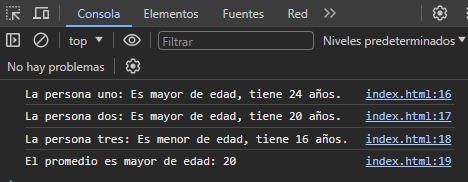 Consola Elementos Fuentes Red
top Filtrar Niveles predeterminados
No hay problemas
La persona uno: Es mayor de edad, tiene 24 años. index.html:16
La persona dos: Es mayor de edad, tiene 20 años. index.html:17
La persona tres: Es menor de edad, tiene 16 años. index.html:18
El promedio es mayor de edad: 20 index.html:19